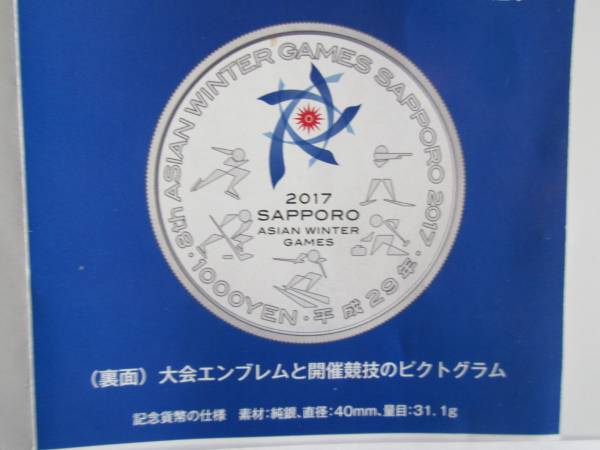 8th ASIAN WINTER GAMES SAPPORO 2017
・1000YEN・平成29年・
2017
SAPPORO
ASIAN WINTER
GAMES
（裏面）大会エンブレムと開催競技のピクトグラム
記念貨幣の仕様　素材：純銀、直径：40mm、量目：31.1g